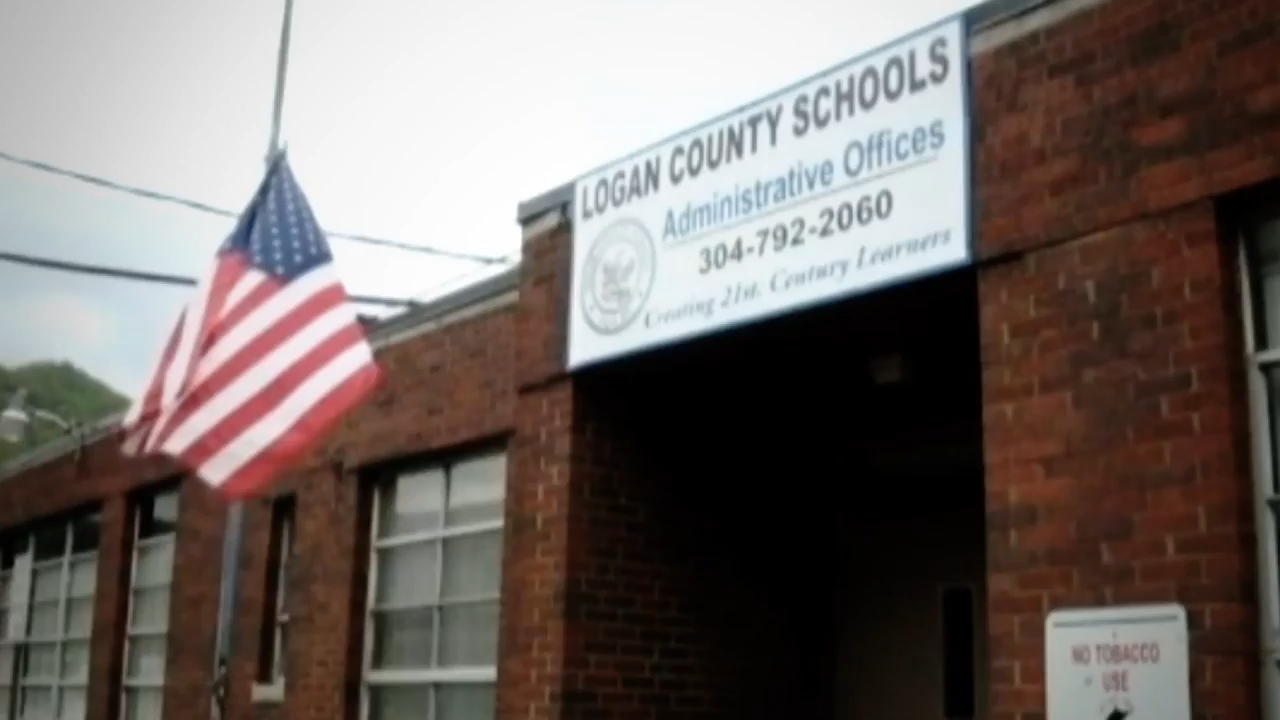 LOGAN COUNTY SCHOOLS
Administrative Offices
304-792-2060
Creating 21st. Century Learners
NO TOBACCO
USE